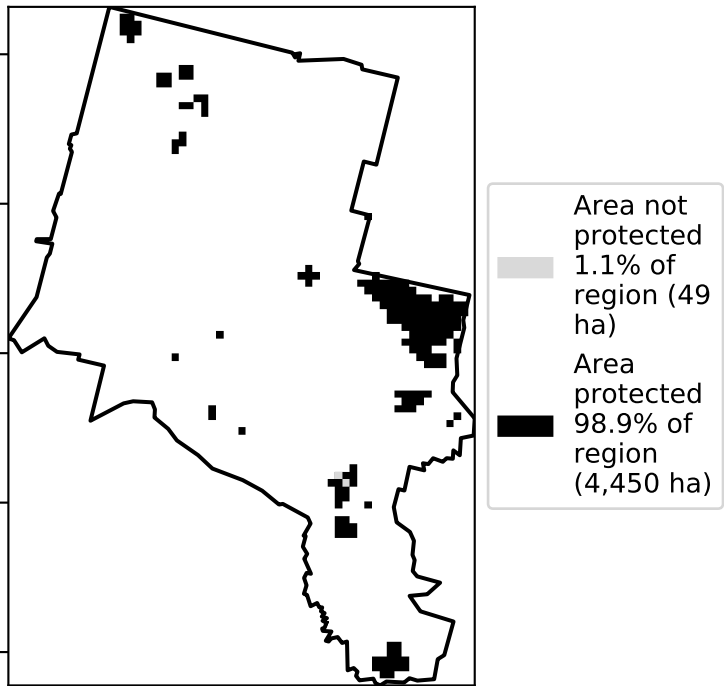 Area not
protected
1.1% of
region (49
ha)
Area
protected
98.9% of
region
(4,450 ha)